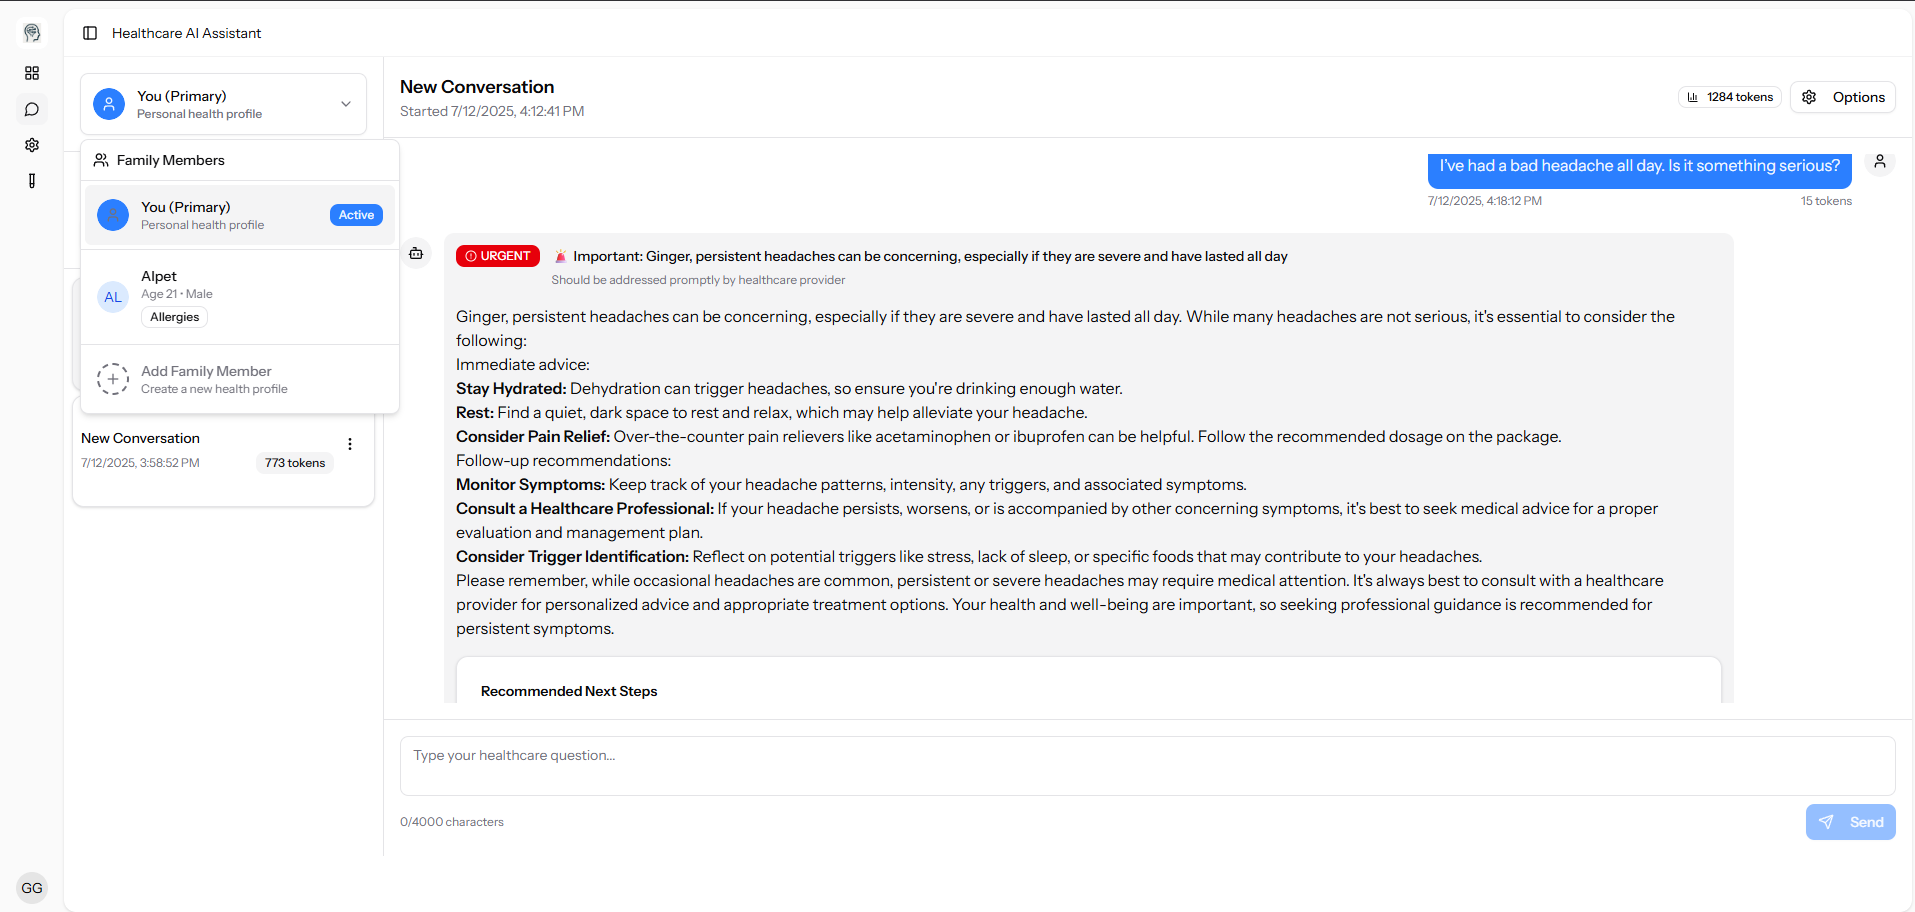 Healthcare AI Assistant
You (Primary)
Personal health profile
Family Members
You (Primary)
Personal health profile
Active
AL
Alpet
Age 21 • Male
Allergies
Add Family Member
Create a new health profile
New Conversation
7/12/2025, 3:58:52 PM
773 tokens
GG
New Conversation
Started 7/12/2025, 4:12:41 PM
1284 tokens
Options
I've had a bad headache all day. Is it something serious?
7/12/2025, 4:18:12 PM
15 tokens
URGENT
🚨 Important: Ginger, persistent headaches can be concerning, especially if they are severe and have lasted all day
Should be addressed promptly by healthcare provider
Ginger, persistent headaches can be concerning, especially if they are severe and have lasted all day. While many headaches are not serious, it's essential to consider the
following:
Immediate advice:
Stay Hydrated: Dehydration can trigger headaches, so ensure you're drinking enough water.
Rest: Find a quiet, dark space to rest and relax, which may help alleviate your headache.
Consider Pain Relief: Over-the-counter pain relievers like acetaminophen or ibuprofen can be helpful. Follow the recommended dosage on the package.
Follow-up recommendations:
Monitor Symptoms: Keep track of your headache patterns, intensity, any triggers, and associated symptoms.
Consult a Healthcare Professional: If your headache persists, worsens, or is accompanied by other concerning symptoms, it's best to seek medical advice for a proper
evaluation and management plan.
Consider Trigger Identification: Reflect on potential triggers like stress, lack of sleep, or specific foods that may contribute to your headaches.
Please remember, while occasional headaches are common, persistent or severe headaches may require medical attention. It's always best to consult with a healthcare
provider for personalized advice and appropriate treatment options. Your health and well-being are important, so seeking professional guidance is recommended for
persistent symptoms.
Recommended Next Steps
Type your healthcare question...
0/4000 characters
Send